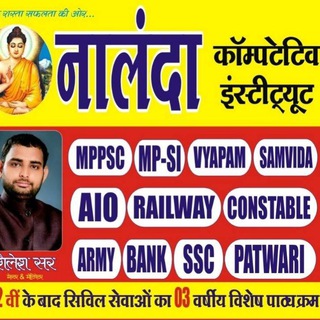 रास्ता सफलता की ओर...
नालंदा
कॉम्पटेटिव
इंस्टीट्यूट
MPPSC MP-SI VYAPAM SAMVIDA
AIO RAILWAY CONSTABLE
ARMY BANK SSC PATWARI
सर
वीं के बाद सिविल सेवाओं का 03 वर्षीय विशेष पाठ्यक्रम